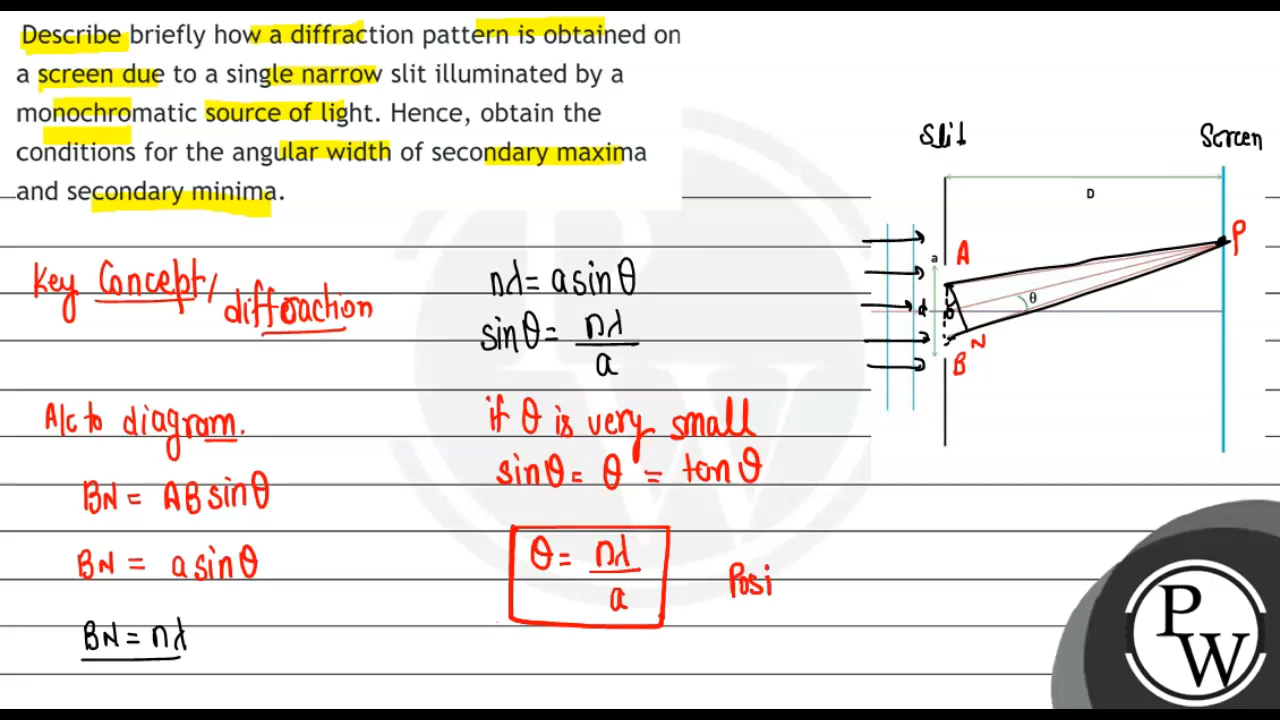 Describe briefly how a diffraction pattern is obtained on
a screen due to a single narrow slit illuminated by a
monochromatic source of light. Hence, obtain the
conditions for the angular width of secondary maxima
and secondary minima.
Key Concept/
diffraction
A/c to diagram.
BN = AB sinθ
BN = a sinθ
BN = nλ
nλ = a sinθ
sinθ = nλ
a
if θ is very small
sinθ = θ = tanθ
θ = nλ
a
Posi
Slit
Screen
D
A
P
a
θ
N
B
P
W